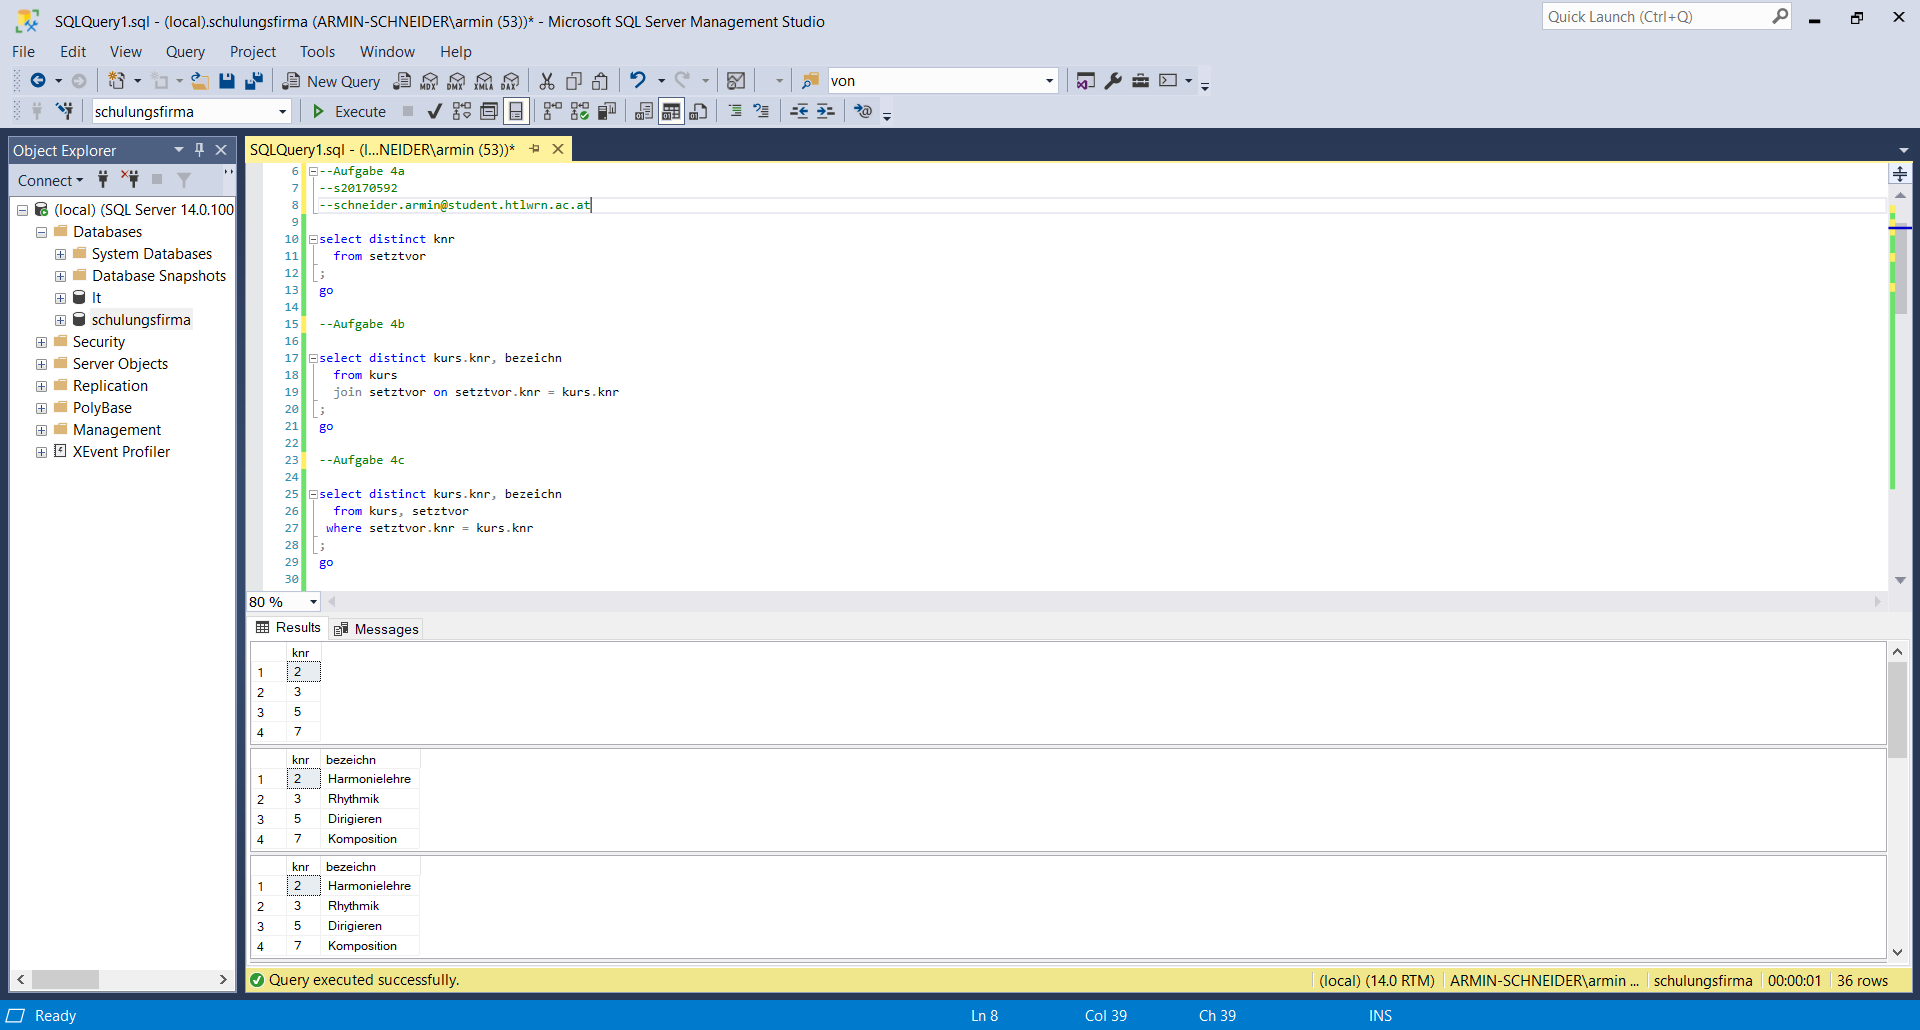 SQLQuery1.sql - (local).schulungsfirma (ARMIN-SCHNEIDER\armin (53))* - Microsoft SQL Server Management Studio
Quick Launch (Ctrl+Q)
File Edit View Query Project Tools Window Help
New Query MDX DMX XMLA DAX von
schulungsfirma Execute
Object Explorer
SQLQuery1.sql - (l...NEIDER\armin (53))*
Connect
(local) (SQL Server 14.0.100
Databases
System Databases
Database Snapshots
lt
schulungsfirma
Security
Server Objects
Replication
PolyBase
Management
XEvent Profiler
6 --Aufgabe 4a
7 --s20170592
8 --schneider.armin@student.htlwrn.ac.at
9
10 select distinct knr
11 from setztvor
12 ;
13 go
14
15 --Aufgabe 4b
16
17 select distinct kurs.knr, bezeichn
18 from kurs
19 join setztvor on setztvor.knr = kurs.knr
20 ;
21 go
22
23 --Aufgabe 4c
24
25 select distinct kurs.knr, bezeichn
26 from kurs, setztvor
27 where setztvor.knr = kurs.knr
28 ;
29 go
30
80 %
Results Messages
knr
1 2
2 3
3 5
4 7
knr bezeichn
1 2 Harmonielehre
2 3 Rhythmik
3 5 Dirigieren
4 7 Komposition
knr bezeichn
1 2 Harmonielehre
2 3 Rhythmik
3 5 Dirigieren
4 7 Komposition
Query executed successfully. (local) (14.0 RTM) ARMIN-SCHNEIDER\armin ... schulungsfirma 00:00:01 36 rows
Ready Ln 8 Col 39 Ch 39 INS